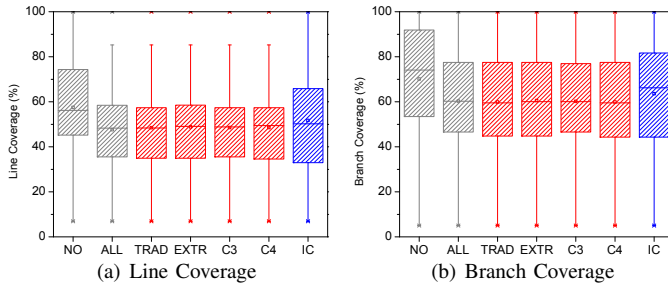 100
80
60
40
20
0
Line Coverage (%)
NO ALL TRAD EXTR C3 C4 IC
(a) Line Coverage
100
80
60
40
20
0
Branch Coverage (%)
NO ALL TRAD EXTR C3 C4 IC
(b) Branch Coverage